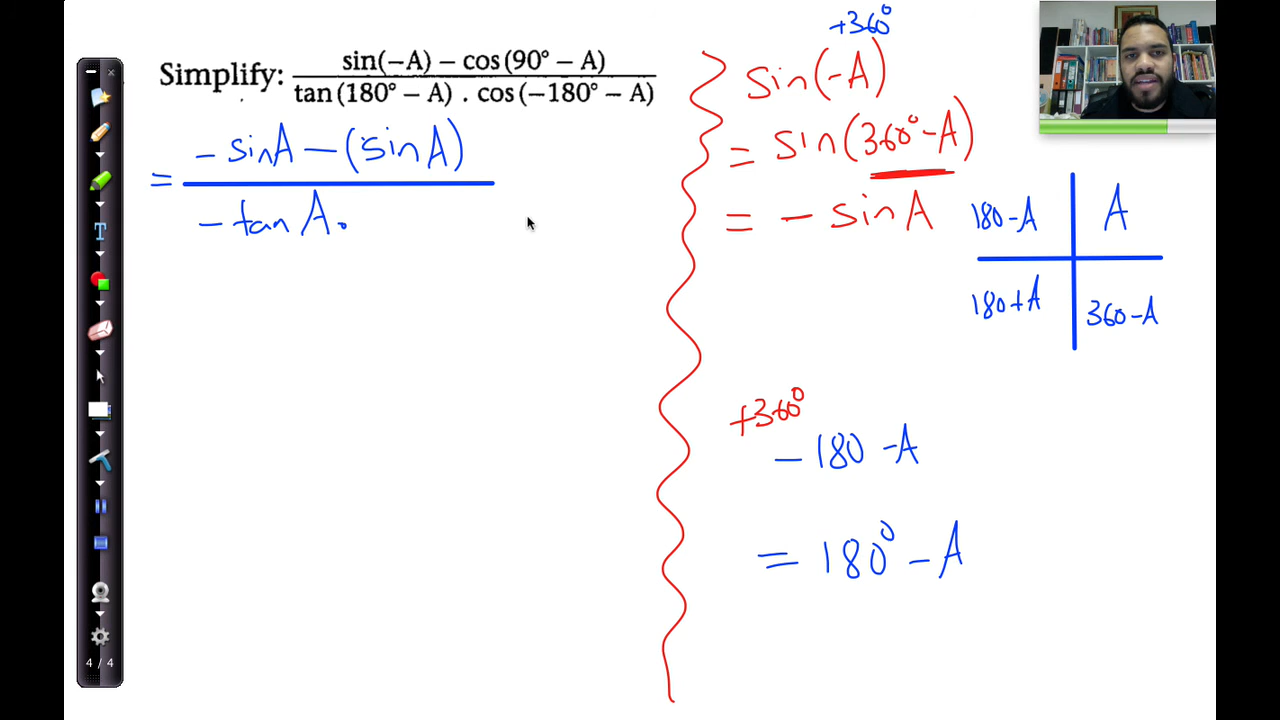 Simplify: sin(−A) − cos (90° − A) / tan (180° − A) . cos (−180° − A)
= - sinA - (sinA) / - tan A.
+360°
sin(-A)
= sin(360°-A)
= - sinA
180-A A
180+A 360-A
+360°
- 180 -A
= 180° - A
T
4 / 4